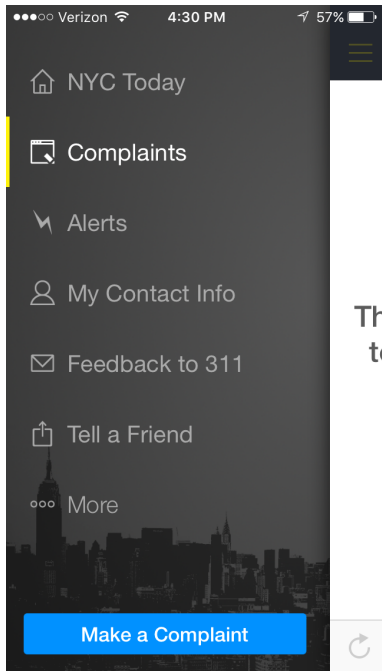 Verizon 4:30 PM 57%
NYC Today
Complaints
Alerts
My Contact Info
Th
Feedback to 311
Tell a Friend
More
Make a Complaint